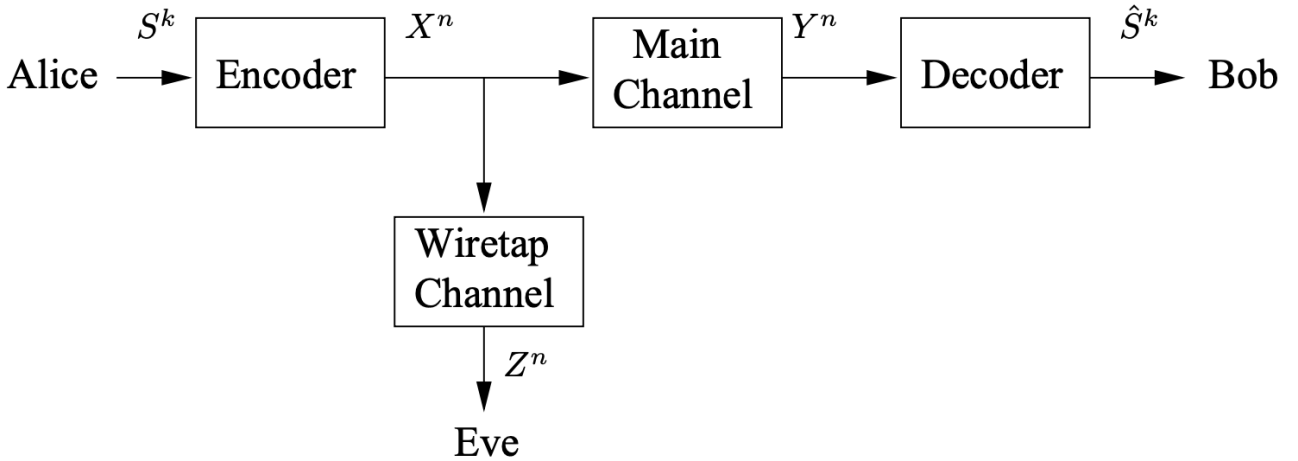 Alice
S^k
Encoder
X^n
Main
Channel
Y^n
Decoder
Ŝ^k
Bob
Wiretap
Channel
Z^n
Eve